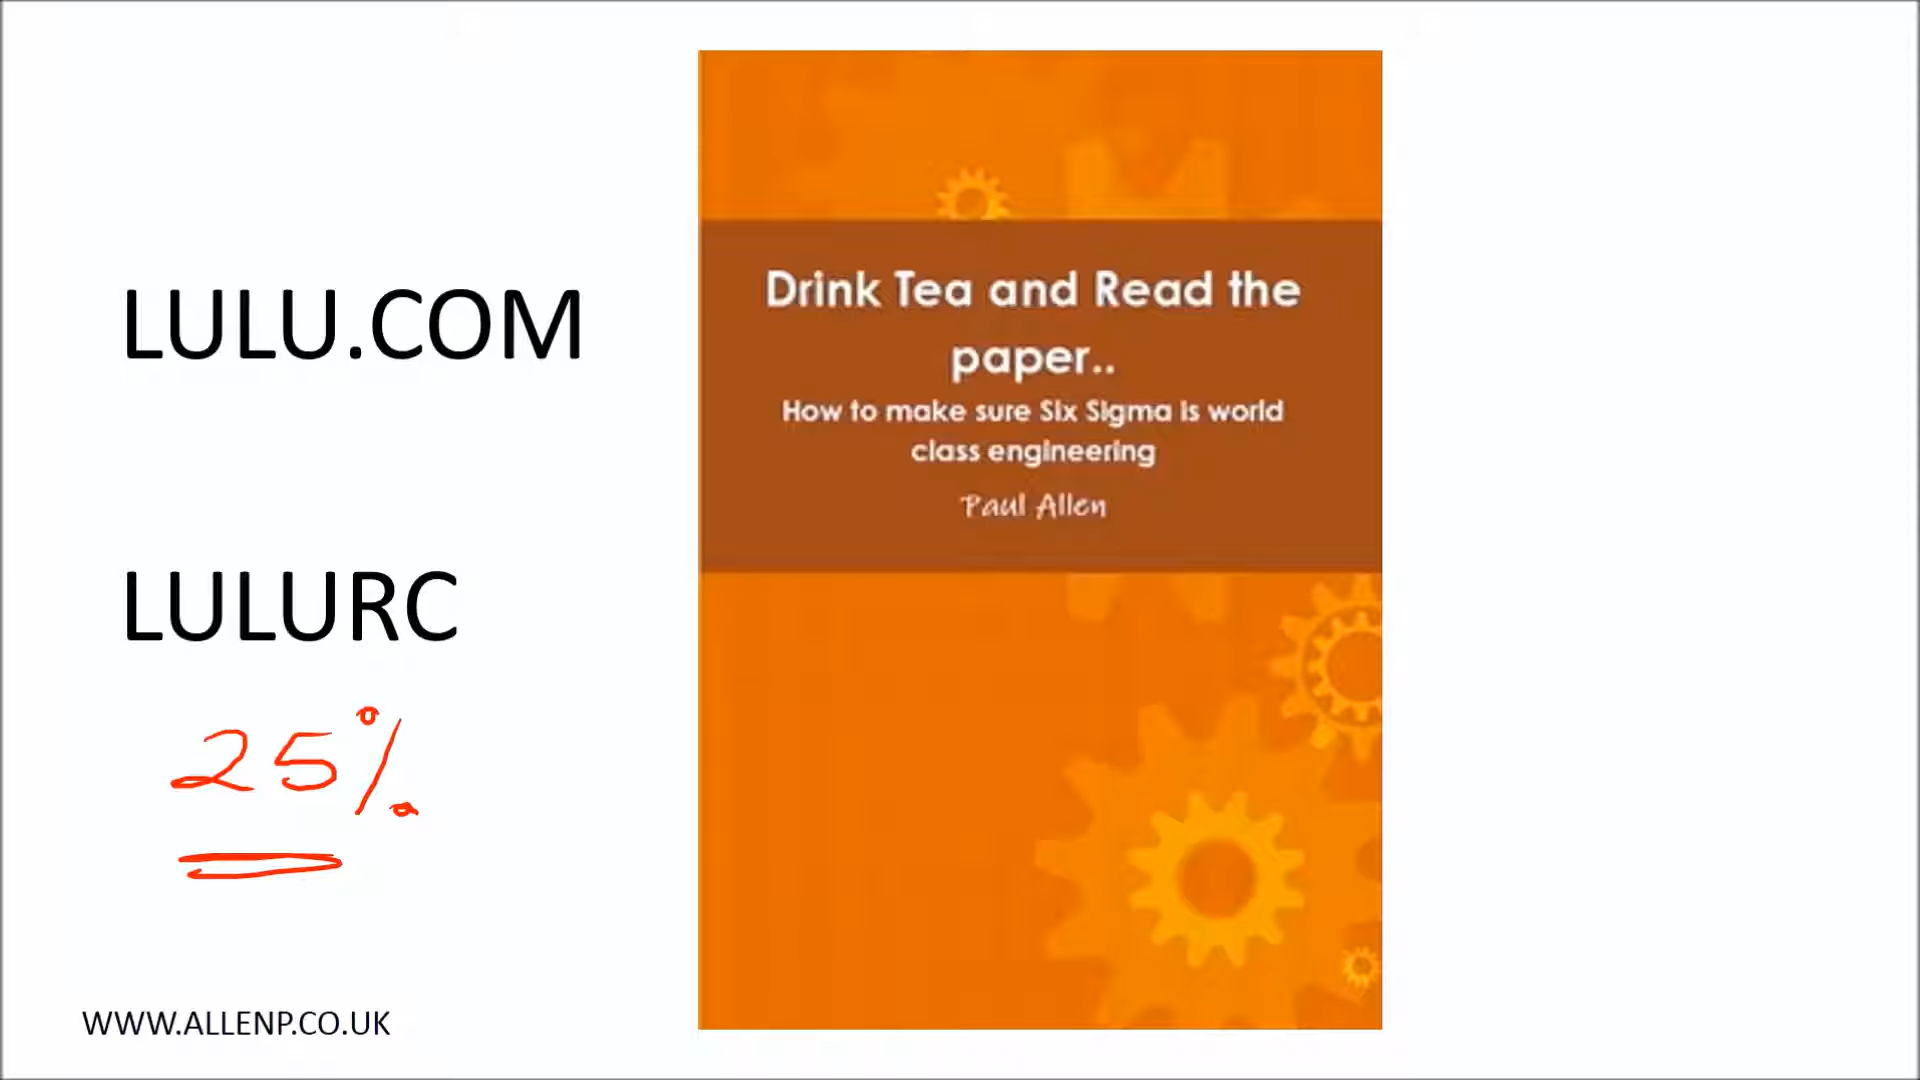 LULU.COM
LULURC
25%
WWW.ALLENP.CO.UK
Drink Tea and Read the
paper..
How to make sure Six Sigma is world
class engineering
Paul Allen